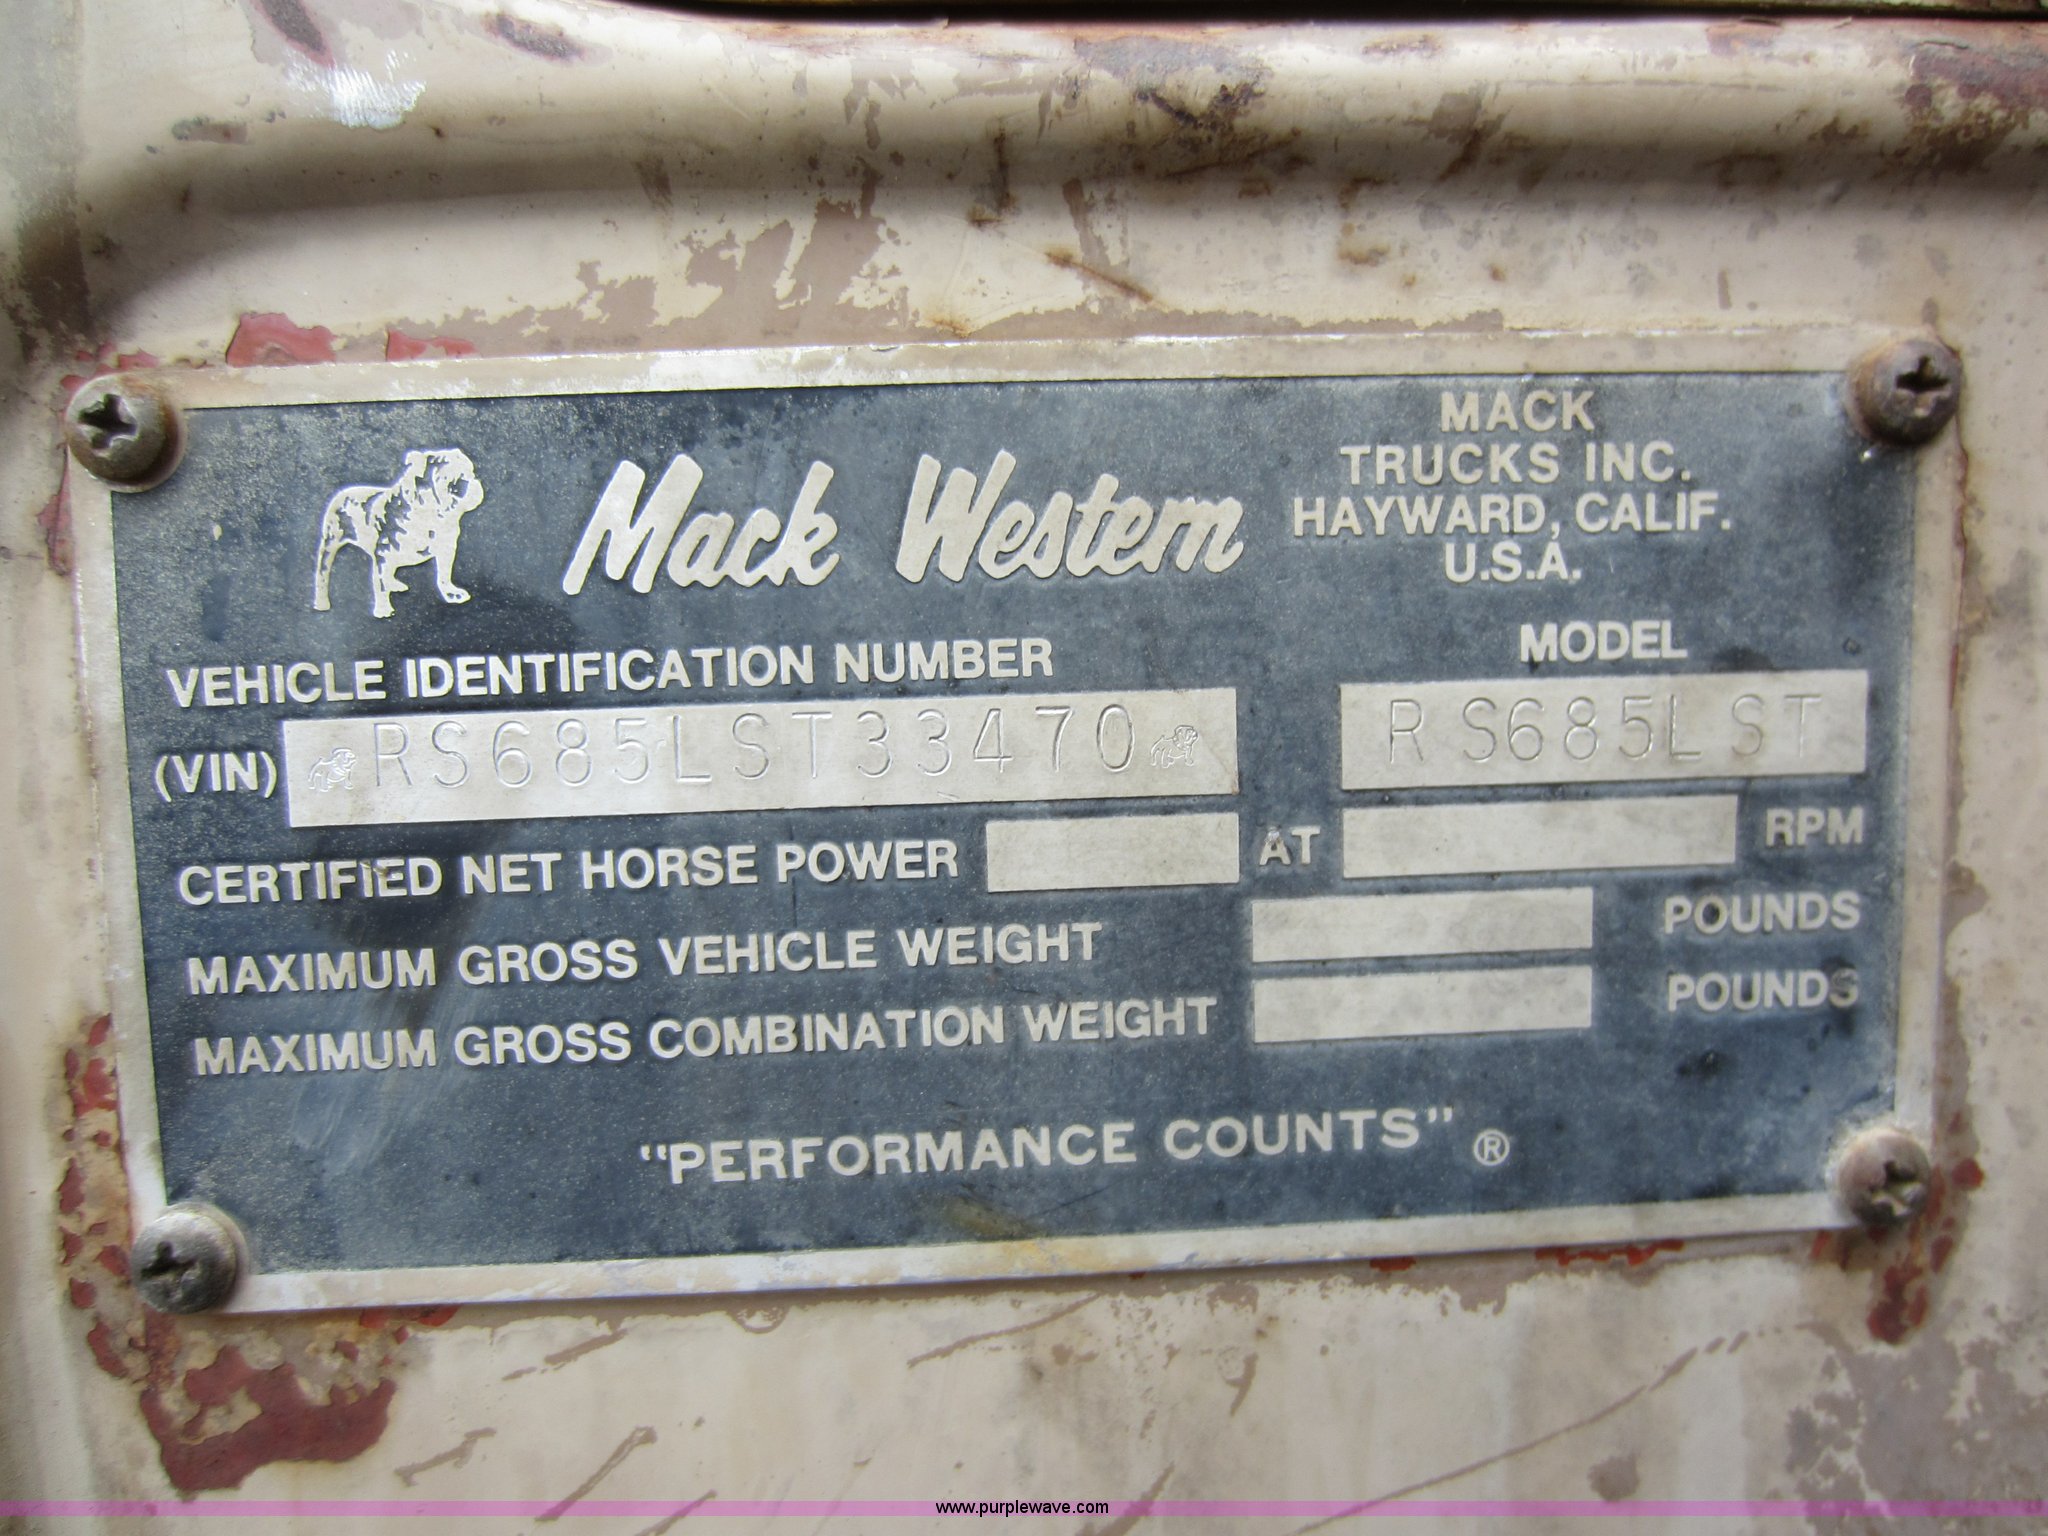 Mack Western
MACK
TRUCKS INC.
HAYWARD, CALIF.
U.S.A.
VEHICLE IDENTIFICATION NUMBER
MODEL
(VIN) RS685LST33470
RS685LST
CERTIFIED NET HORSE POWER AT RPM
MAXIMUM GROSS VEHICLE WEIGHT POUNDS
MAXIMUM GROSS COMBINATION WEIGHT POUNDS
"PERFORMANCE COUNTS" ®
www.purplewave.com